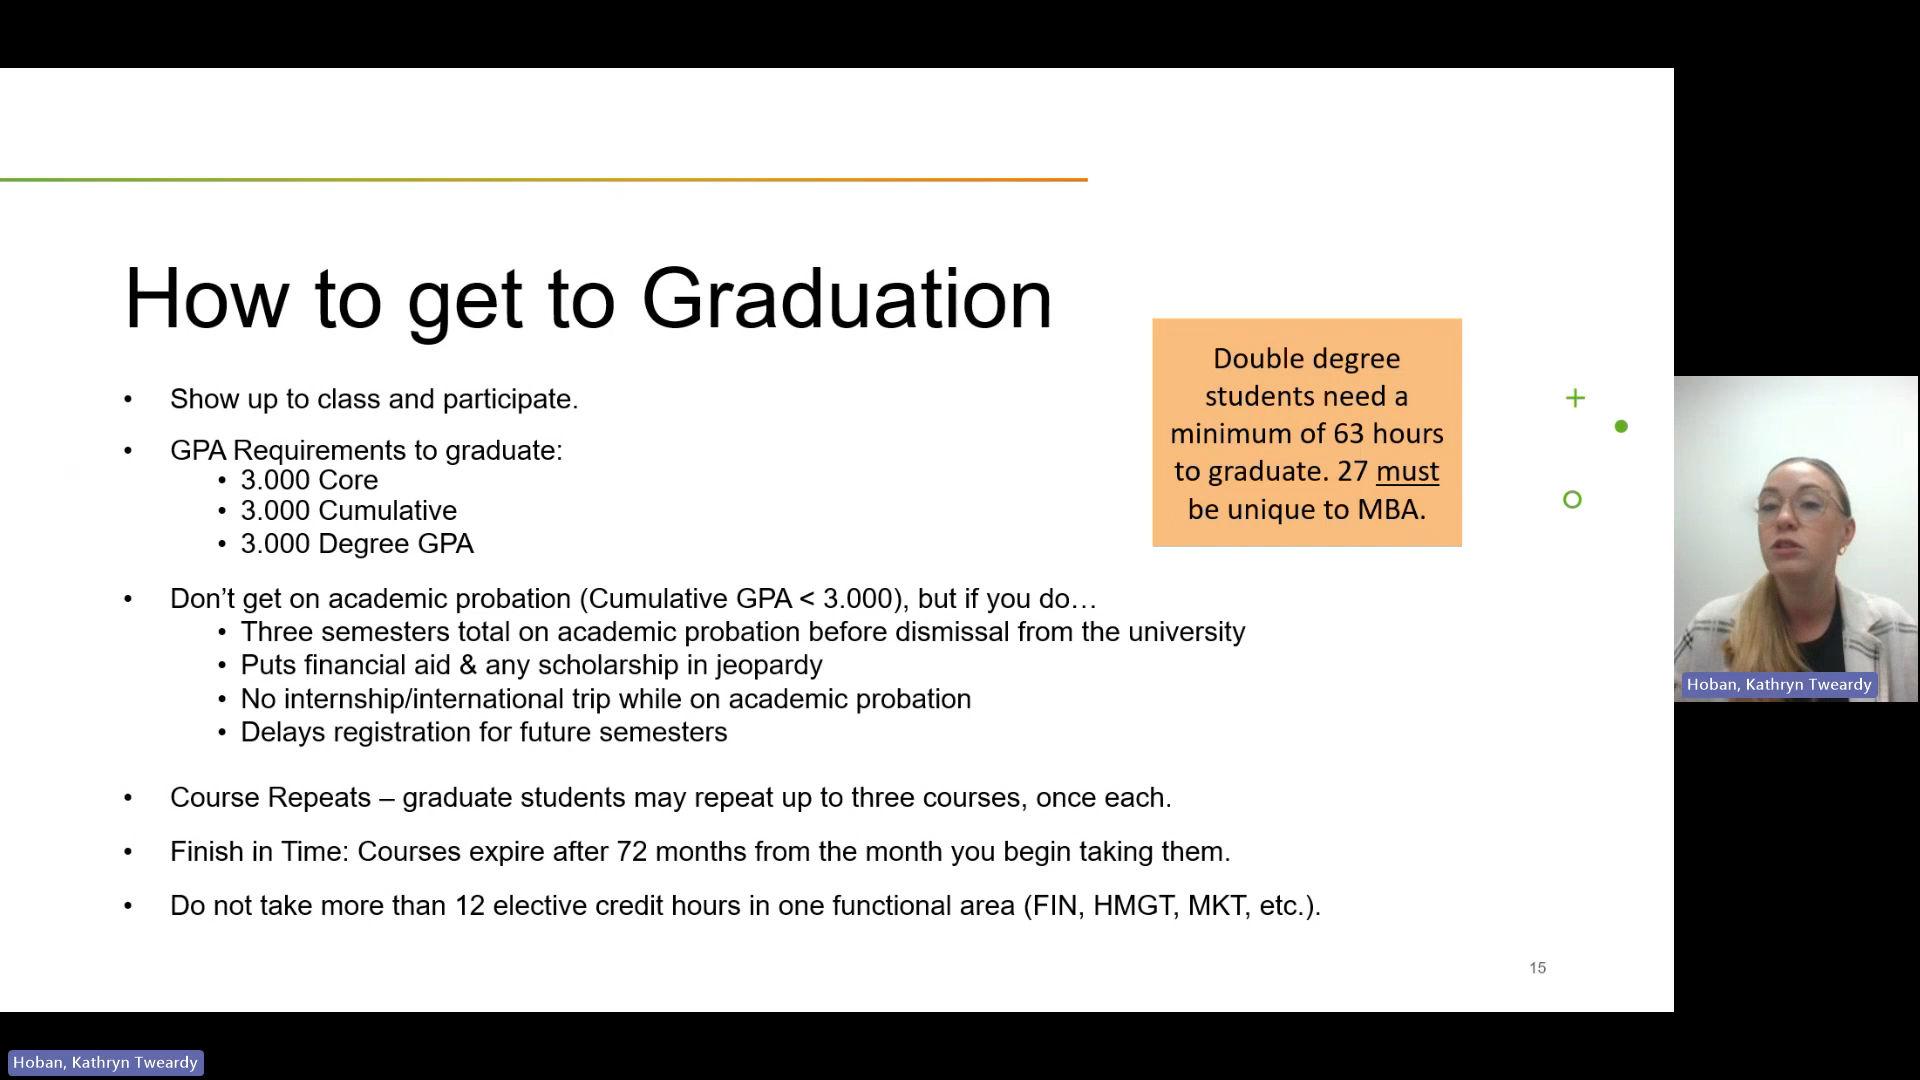 How to get to Graduation
• Show up to class and participate.
• GPA Requirements to graduate:
• 3.000 Core
• 3.000 Cumulative
• 3.000 Degree GPA
• Don’t get on academic probation (Cumulative GPA < 3.000), but if you do…
• Three semesters total on academic probation before dismissal from the university
• Puts financial aid & any scholarship in jeopardy
• No internship/international trip while on academic probation
• Delays registration for future semesters
• Course Repeats – graduate students may repeat up to three courses, once each.
• Finish in Time: Courses expire after 72 months from the month you begin taking them.
• Do not take more than 12 elective credit hours in one functional area (FIN, HMGT, MKT, etc.).
Double degree
students need a
minimum of 63 hours
to graduate. 27 must
be unique to MBA.
15
Hoban, Kathryn Tweardy
Hoban, Kathryn Tweardy